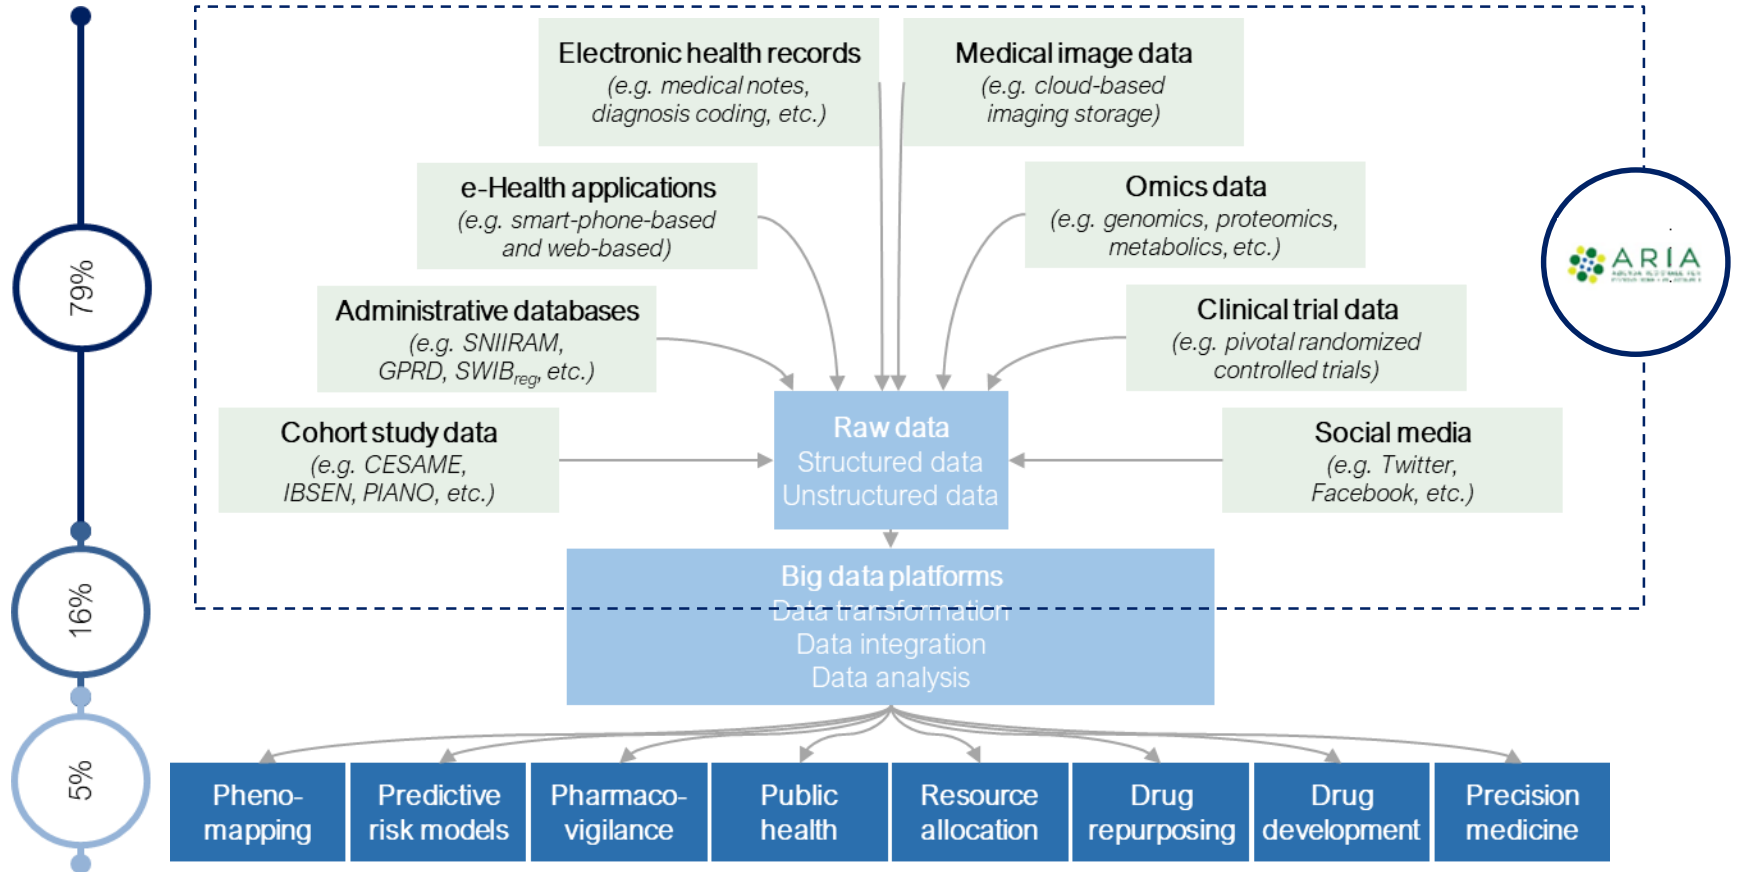 Electronic health records
(e.g. medical notes,
diagnosis coding, etc.)
Medical image data
(e.g. cloud-based
imaging storage)
e-Health applications
(e.g. smart-phone-based
and web-based)
Omics data
(e.g. genomics, proteomics,
metabolics, etc.)
79%
ARIA
Administrative databases
(e.g. SNIIRAM,
GPRD, SWIBreg, etc.)
Clinical trial data
(e.g. pivotal randomized
controlled trials)
Cohort study data
(e.g. CESAME,
IBSEN, PIANO, etc.)
Raw data
Structured data
Unstructured data
Social media
(e.g. Twitter,
Facebook, etc.)
16%
Big data platforms
Data transformation
Data integration
Data analysis
5%
Pheno-
mapping
Predictive
risk models
Pharmaco-
vigilance
Public
health
Resource
allocation
Drug
repurposing
Drug
development
Precision
medicine